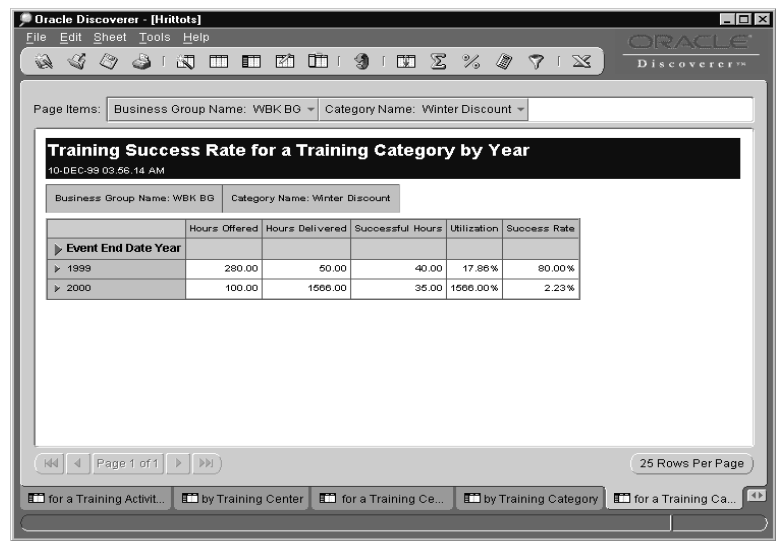 Oracle Discoverer - [Hrittots]
File Edit Sheet Tools Help
ORACLE
Discoverer™
Page Items: Business Group Name: WBK BG Category Name: Winter Discount
Training Success Rate for a Training Category by Year
10-DEC-99 03.56.14 AM
Business Group Name: WBK BG Category Name: Winter Discount
Hours Offered Hours Delivered Successful Hours Utilization Success Rate
Event End Date Year
1999 280.00 50.00 40.00 17.86% 80.00%
2000 100.00 1566.00 35.00 1566.00% 2.23%
Page 1 of 1
25 Rows Per Page
for a Training Activit... by Training Center for a Training Ce... by Training Category for a Training Ca...